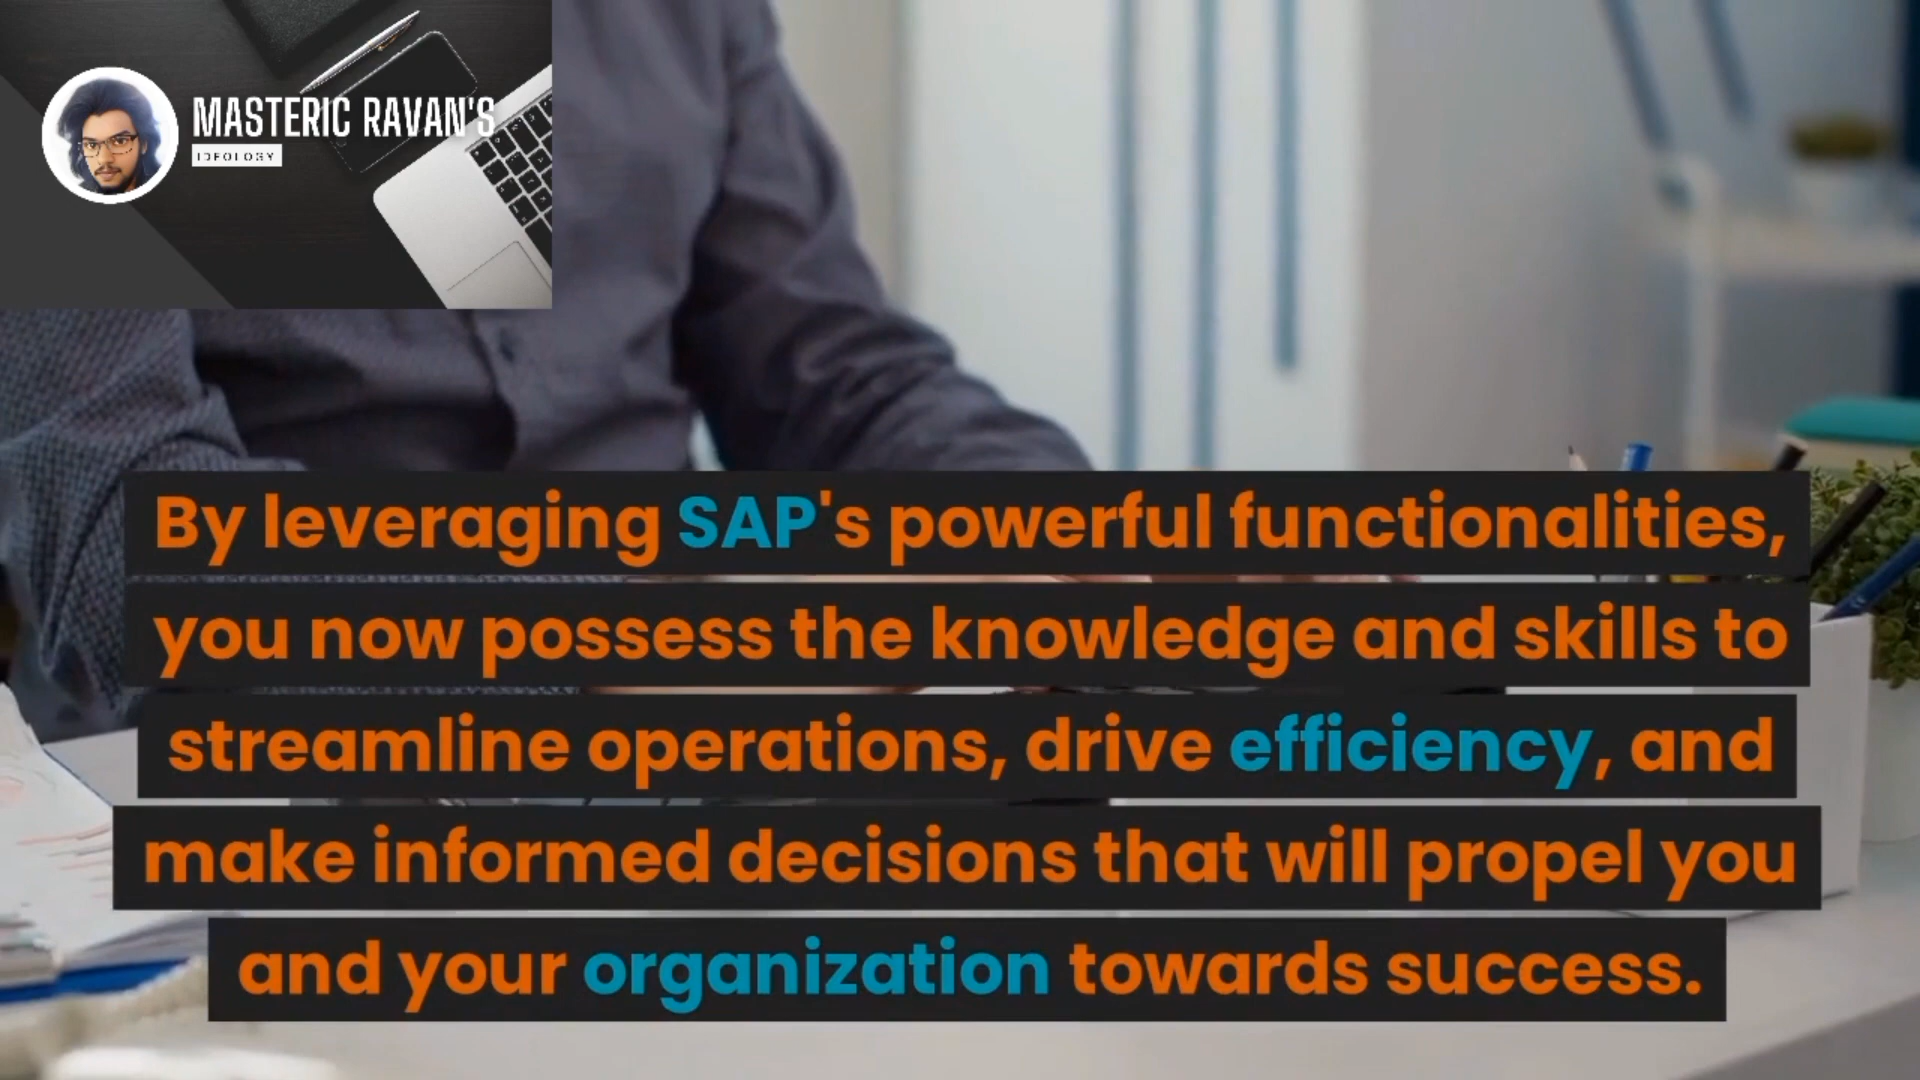 MASTERIC RAVAN'S
IDEOLOGY
By leveraging SAP's powerful functionalities,
you now possess the knowledge and skills to
streamline operations, drive efficiency, and
make informed decisions that will propel you
and your organization towards success.